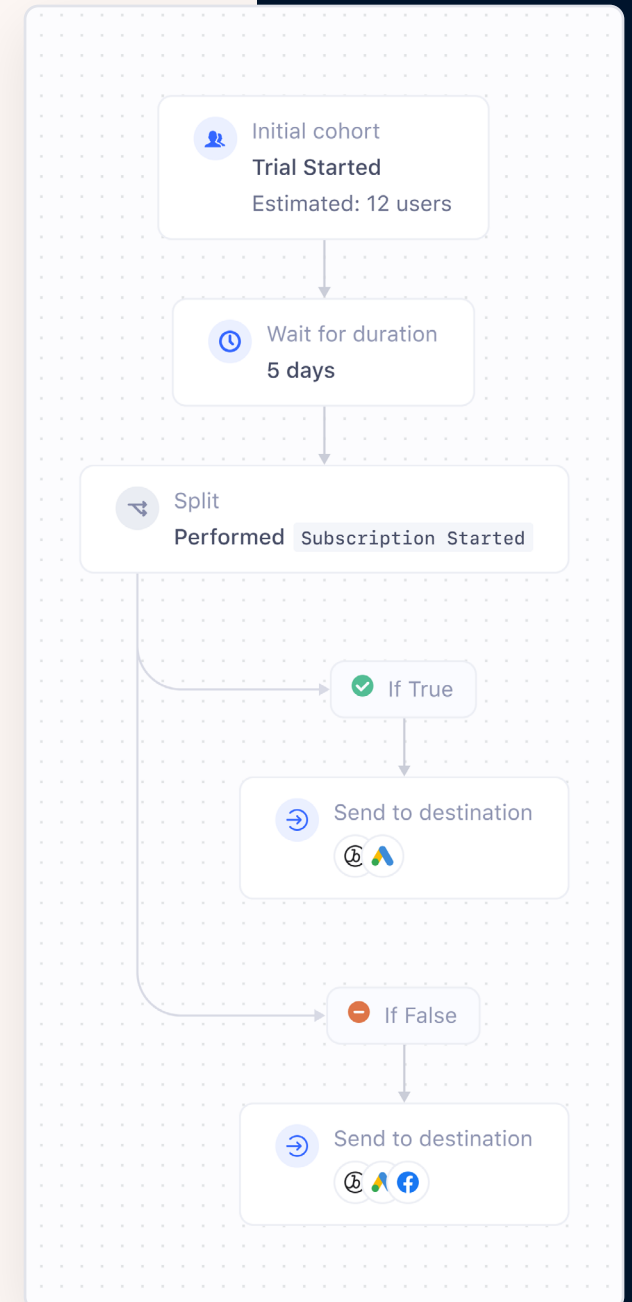 Initial cohort
Trial Started
Estimated: 12 users
Wait for duration
5 days
Split
Performed Subscription Started
If True
Send to destination
If False
Send to destination